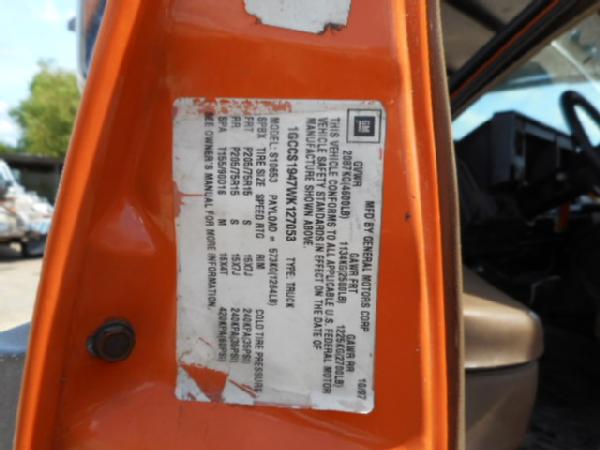 GM
MFD BY GENERAL MOTORS CORP 10/97
GVWR GAWR FRT GAWR RR
2087KG(4600LB) 1134KG(2500LB) 1225KG(2700LB)
THIS VEHICLE CONFORMS TO ALL APPLICABLE U.S. FEDERAL MOTOR
VEHICLE SAFETY STANDARDS IN EFFECT ON THE DATE OF
MANUFACTURE SHOWN ABOVE.
1GCCS1947WK127053 TYPE: TRUCK
MODEL: S10653 PAYLOAD = 573KG(1264LB)
SPBX TIRE SIZE SPEED RTG RIM COLD TIRE PRESSURE
FRT P205/75R15 S 15X7J 240KPA(35PSI)
RR P205/75R15 S 15X7J 240KPA(35PSI)
SPA T155/90D16 M 16X4T 420KPA(60PSI)
SEE OWNER'S MANUAL FOR MORE INFORMATION.